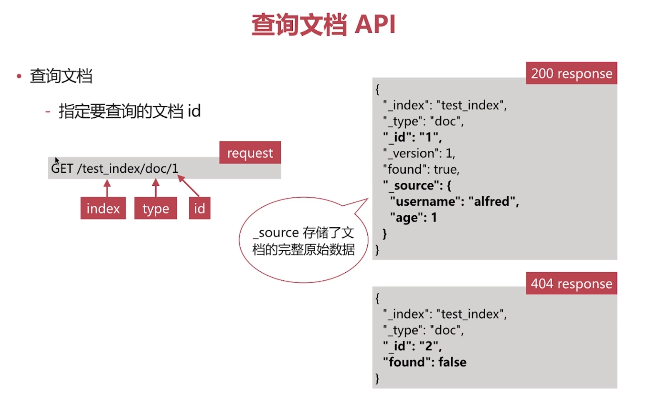 查询文档 API
• 查询文档
- 指定要查询的文档 id
request
GET /test_index/doc/1
index
type
id
_source 存储了文
档的完整原始数据
200 response
{
"_index": "test_index",
"_type": "doc",
"_id": "1",
"_version": 1,
"found": true,
"_source": {
"username": "alfred",
"age": 1
}
}
404 response
{
"_index": "test_index",
"_type": "doc",
"_id": "2",
"found": false
}